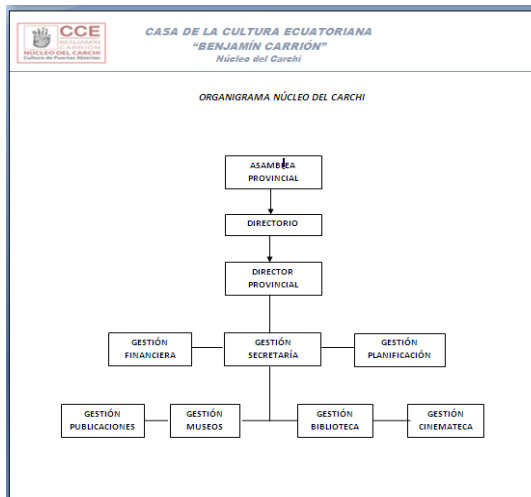 CCE
BENJAMÍN
CARRIÓN
NÚCLEO DEL CARCHI
Cultura de Puertas Abiertas
CASA DE LA CULTURA ECUATORIANA
“BENJAMÍN CARRIÓN”
Núcleo del Carchi
ORGANIGRAMA NÚCLEO DEL CARCHI
ASAMBLEA
PROVINCIAL
DIRECTORIO
DIRECTOR
PROVINCIAL
GESTIÓN
FINANCIERA
GESTIÓN
SECRETARÍA
GESTIÓN
PLANIFICACIÓN
GESTIÓN
PUBLICACIONES
GESTIÓN
MUSEOS
GESTIÓN
BIBLIOTECA
GESTIÓN
CINEMATECA